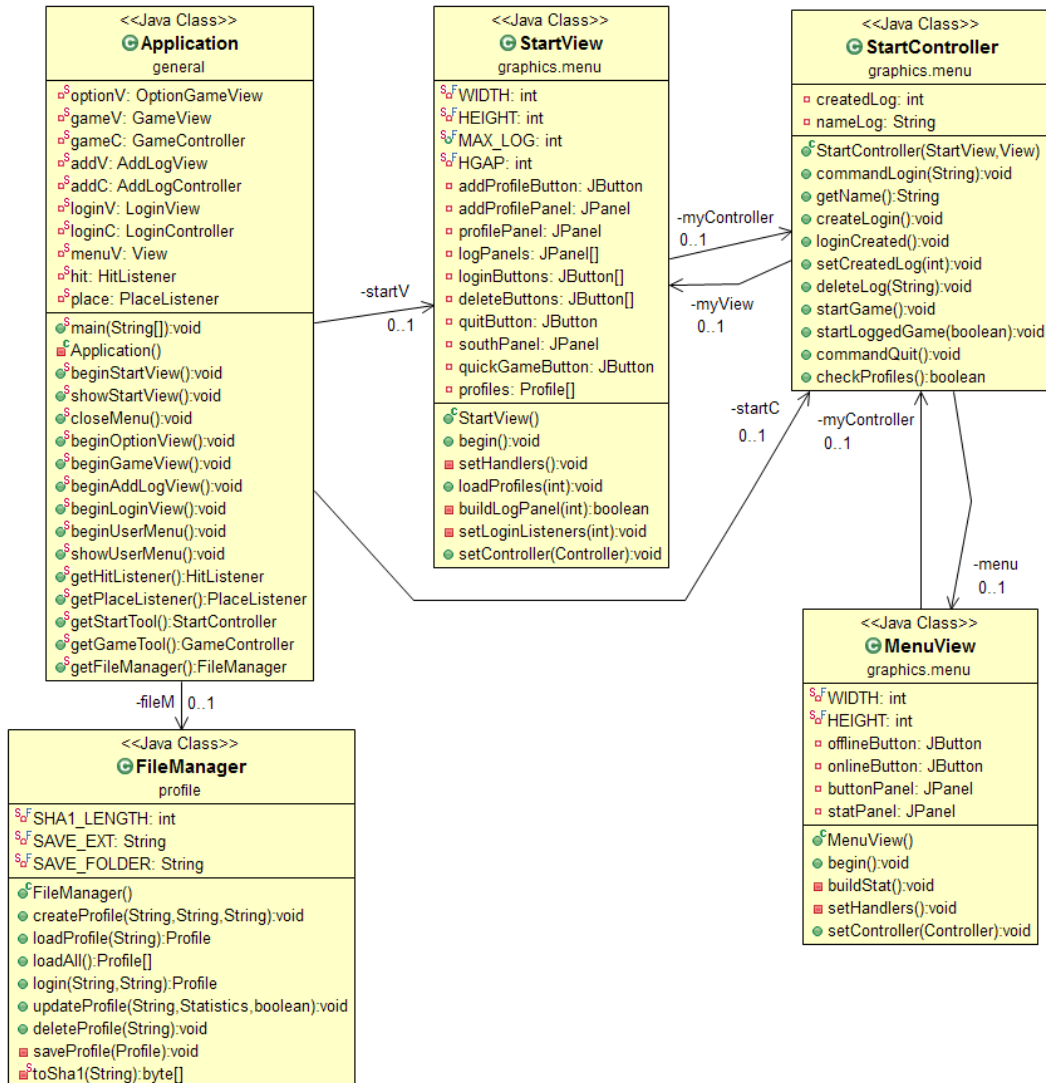 <<Java Class>>
Application
general
optionV: OptionGameView
gameV: GameView
gameC: GameController
addV: AddLogView
addC: AddLogController
loginV: LoginView
loginC: LoginController
menuV: View
hit: HitListener
place: PlaceListener
main(String[]):void
Application()
beginStartView():void
showStartView():void
closeMenu():void
beginOptionView():void
beginGameView():void
beginAddLogView():void
beginLoginView():void
beginUserMenu():void
showUserMenu():void
getHitListener():HitListener
getPlaceListener():PlaceListener
getStartTool():StartController
getGameTool():GameController
getFileManager():FileManager
-startV
0..1
<<Java Class>>
StartView
graphics.menu
WIDTH: int
HEIGHT: int
MAX_LOG: int
HGAP: int
addProfileButton: JButton
addProfilePanel: JPanel
profilePanel: JPanel
logPanels: JPanel[]
loginButtons: JButton[]
deleteButtons: JButton[]
quitButton: JButton
southPanel: JPanel
quickGameButton: JButton
profiles: Profile[]
StartView()
begin():void
setHandlers():void
loadProfiles(int):void
buildLogPanel(int):boolean
setLoginListeners(int):void
setController(Controller):void
-myController
0..1
-myView
0..1
<<Java Class>>
StartController
graphics.menu
createdLog: int
nameLog: String
StartController(StartView,View)
commandLogin(String):void
getName():String
createLogin():void
loginCreated():void
setCreatedLog(int):void
deleteLog(String):void
startGame():void
startLoggedGame(boolean):void
commandQuit():void
checkProfiles():boolean
-startC
0..1
-myController
0..1
-menu
0..1
<<Java Class>>
MenuView
graphics.menu
WIDTH: int
HEIGHT: int
offlineButton: JButton
onlineButton: JButton
buttonPanel: JPanel
statPanel: JPanel
MenuView()
begin():void
buildStat():void
setHandlers():void
setController(Controller):void
-fileM
0..1
<<Java Class>>
FileManager
profile
SHA1_LENGTH: int
SAVE_EXT: String
SAVE_FOLDER: String
FileManager()
createProfile(String,String,String):void
loadProfile(String):Profile
loadAll():Profile[]
login(String,String):Profile
updateProfile(String,Statistics,boolean):void
deleteProfile(String):void
saveProfile(Profile):void
toSha1(String):byte[]